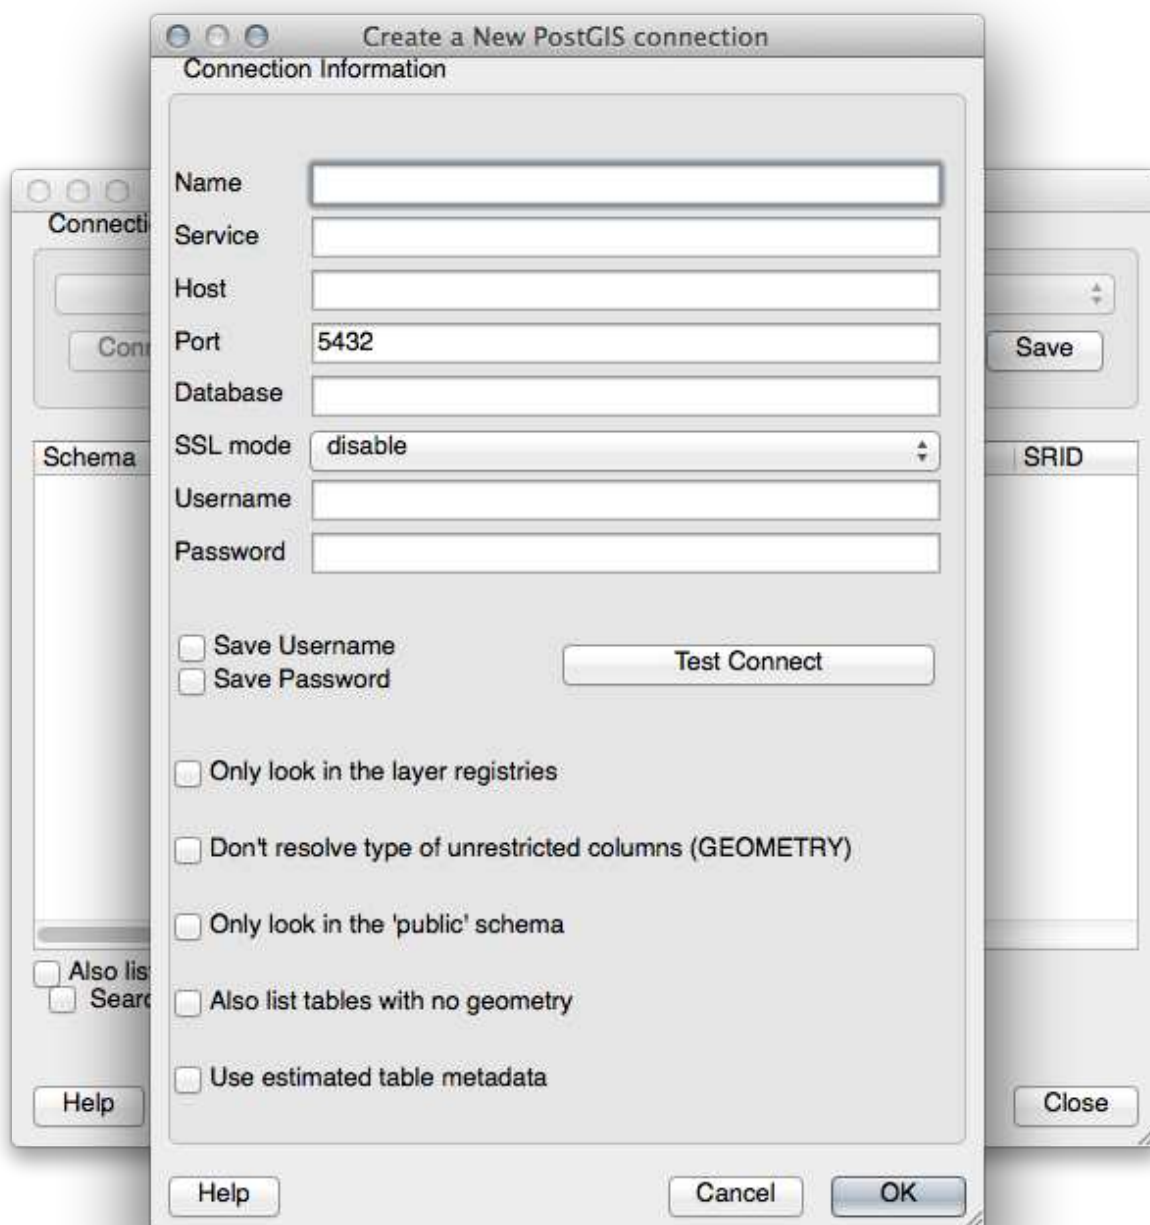 Create a New PostGIS connection
Connection Information
Name
Service
Host
Port 5432
Database
SSL mode disable
Username
Password
Save Username
Save Password
Test Connect
Only look in the layer registries
Don't resolve type of unrestricted columns (GEOMETRY)
Only look in the 'public' schema
Also list tables with no geometry
Use estimated table metadata
Help Cancel OK
Save
Schema SRID
Also
Help Close